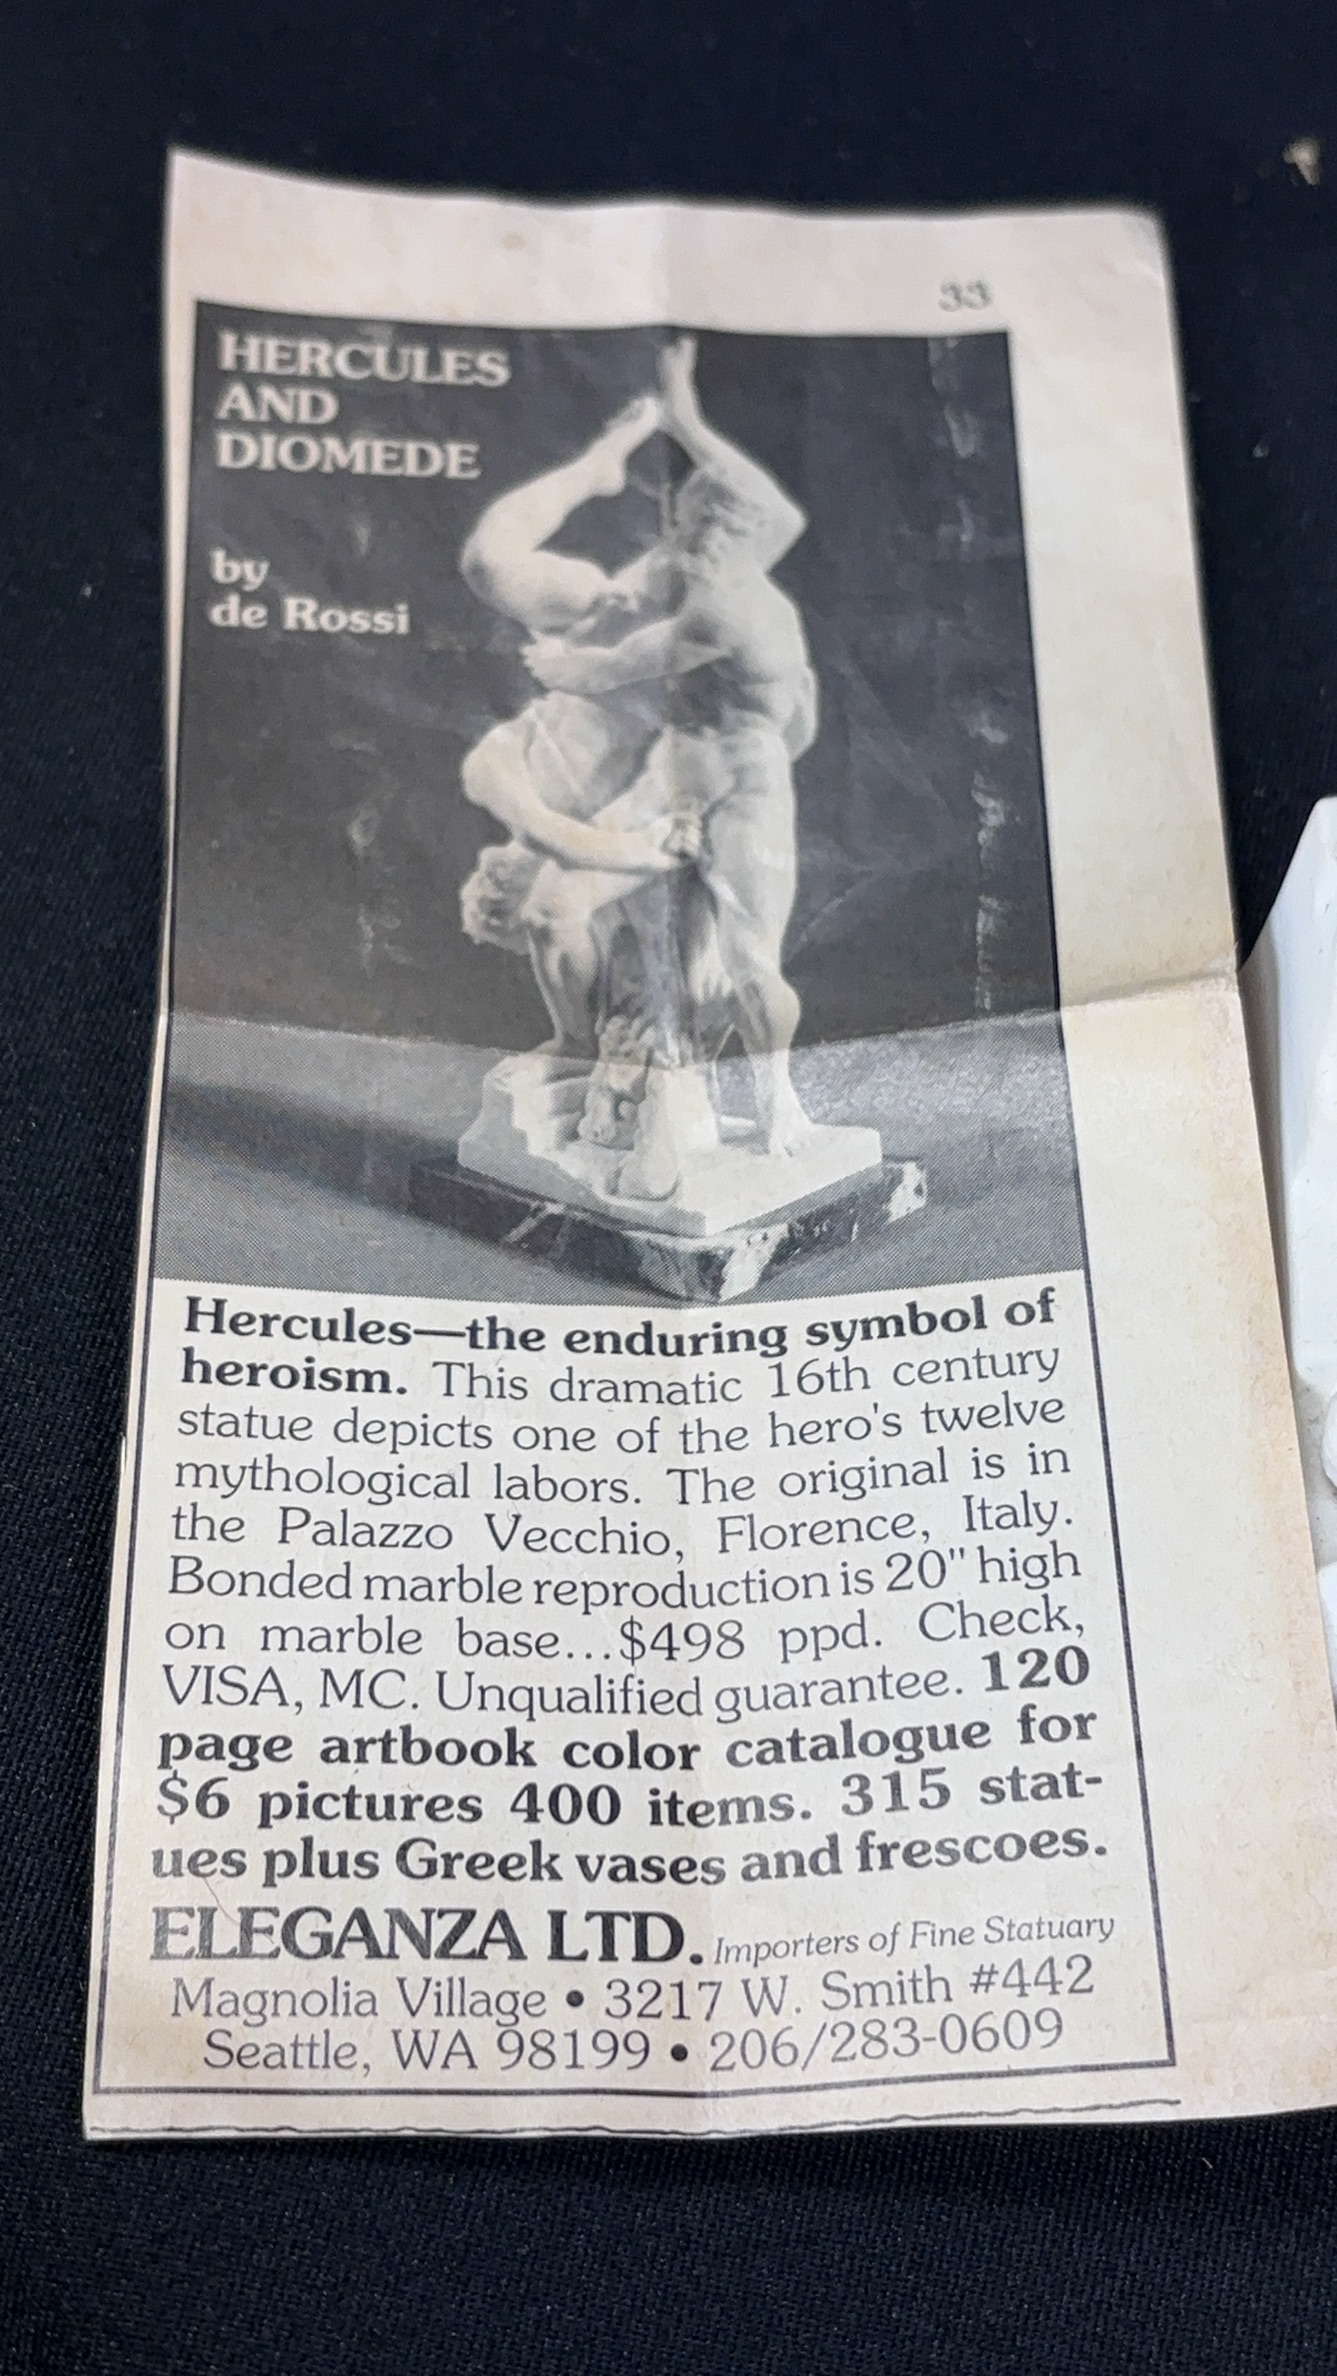 33
HERCULES
AND
DIOMEDE
by
de Rossi
Hercules—the enduring symbol of
heroism. This dramatic 16th century
statue depicts one of the hero's twelve
mythological labors. The original is in
the Palazzo Vecchio, Florence, Italy.
Bonded marble reproduction is 20" high
on marble base...$498 ppd. Check,
VISA, MC. Unqualified guarantee. 120
page artbook color catalogue for
$6 pictures 400 items. 315 stat-
ues plus Greek vases and frescoes.
ELEGANZA LTD. Importers of Fine Statuary
Magnolia Village • 3217 W. Smith #442
Seattle, WA 98199 • 206/283-0609